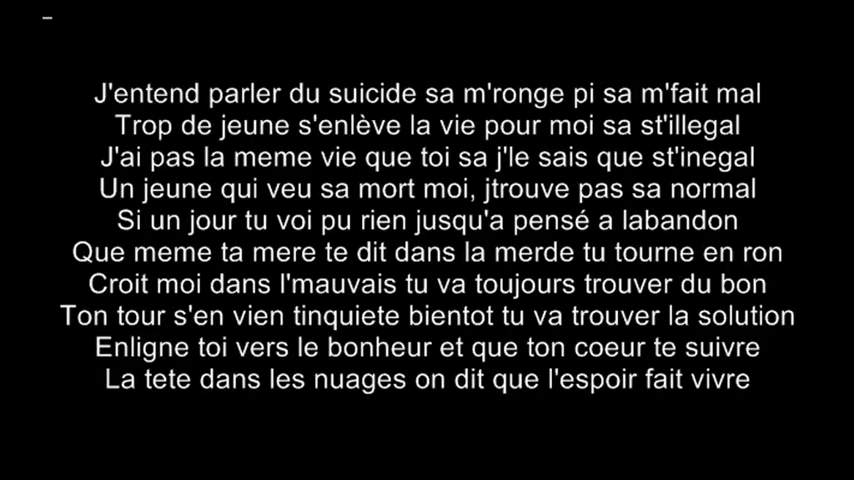 J'entend parler du suicide sa m'ronge pi sa m'fait mal
Trop de jeune s'enlève la vie pour moi sa st'illegal
J'ai pas la meme vie que toi sa j'le sais que st'inegal
Un jeune qui veu sa mort moi, jtrouve pas sa normal
Si un jour tu voi pu rien jusqu'a pensé a labandon
Que meme ta mere te dit dans la merde tu tourne en ron
Croit moi dans l'mauvais tu va toujours trouver du bon
Ton tour s'en vien tinquiete bientot tu va trouver la solution
Enligne toi vers le bonheur et que ton coeur te suivre
La tete dans les nuages on dit que l'espoir fait vivre